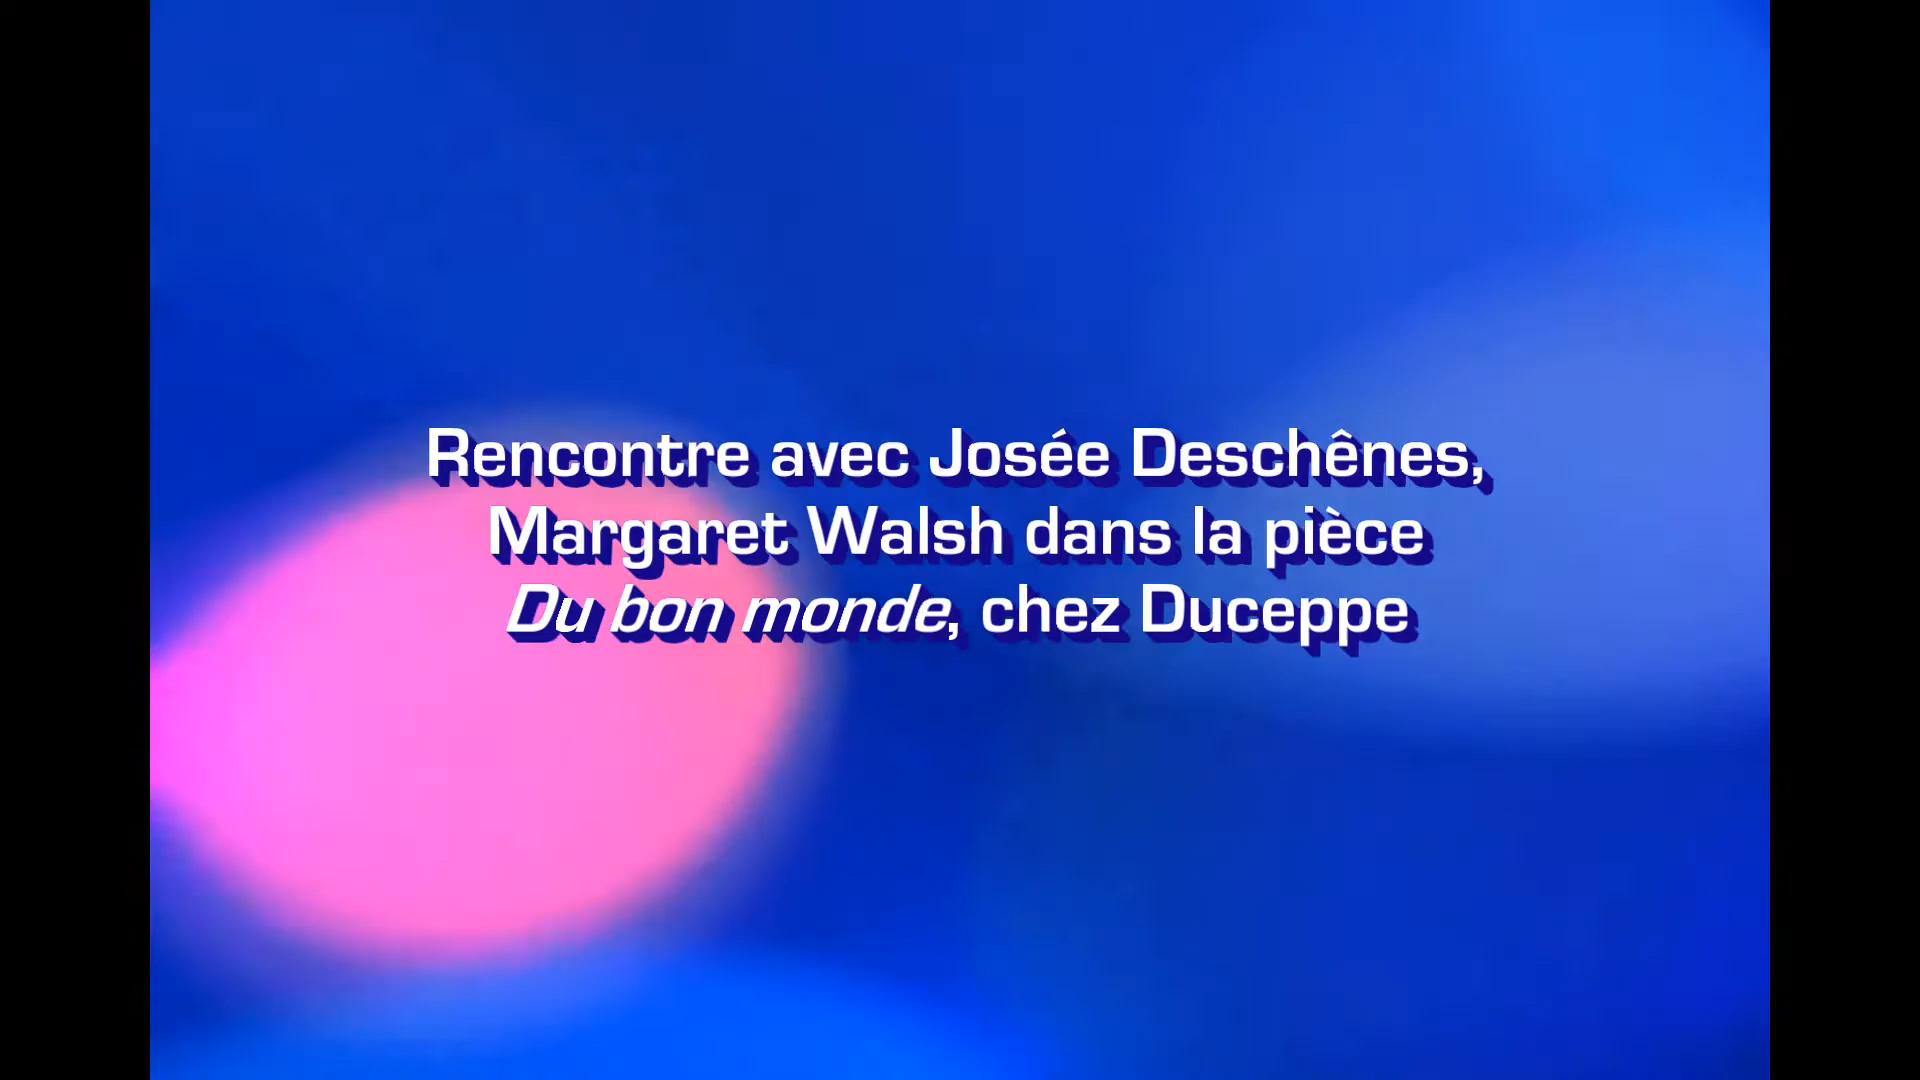 Rencontre avec Josée Deschênes,
Margaret Walsh dans la pièce
Du bon monde, chez Duceppe